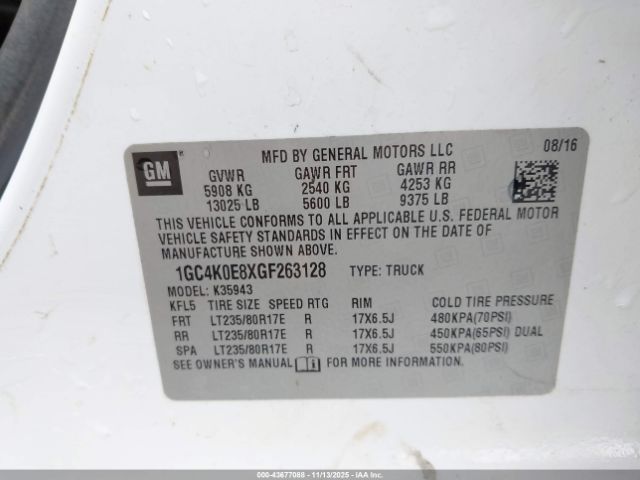 GM
MFD BY GENERAL MOTORS LLC
08/16
GVWR GAWR FRT GAWR RR
5908 KG 2540 KG 4253 KG
13025 LB 5600 LB 9375 LB
THIS VEHICLE CONFORMS TO ALL APPLICABLE U.S. FEDERAL MOTOR
VEHICLE SAFETY STANDARDS IN EFFECT ON THE DATE OF
MANUFACTURE SHOWN ABOVE.
1GC4K0E8XGF263128 TYPE: TRUCK
MODEL: K35943
KFL5 TIRE SIZE SPEED RTG RIM COLD TIRE PRESSURE
FRT LT235/80R17E R 17X6.5J 480KPA(70PSI)
RR LT235/80R17E R 17X6.5J 450KPA(65PSI) DUAL
SPA LT235/80R17E R 17X6.5J 550KPA(80PSI)
SEE OWNER'S MANUAL FOR MORE INFORMATION.
000-43677088 - 11/13/2025 - IAAI.COM